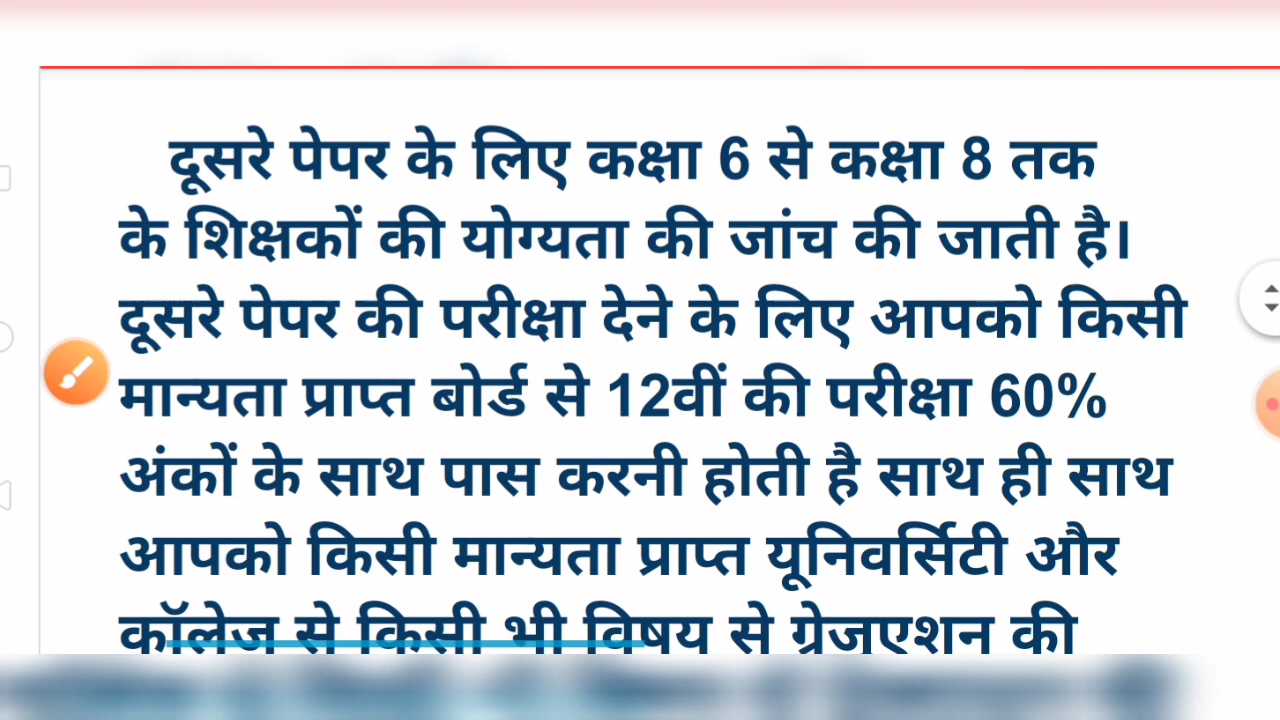 दूसरे पेपर के लिए कक्षा 6 से कक्षा 8 तक
के शिक्षकों की योग्यता की जांच की जाती है।
दूसरे पेपर की परीक्षा देने के लिए आपको किसी
मान्यता प्राप्त बोर्ड से 12वीं की परीक्षा 60%
अंकों के साथ पास करनी होती है साथ ही साथ
आपको किसी मान्यता प्राप्त यूनिवर्सिटी और
कॉलेज से किसी भी विषय से ग्रेजुएशन की